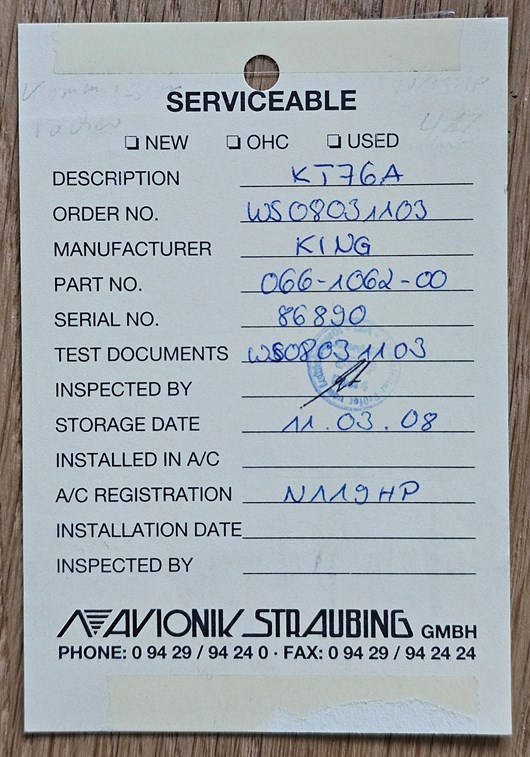 SERVICEABLE
❏ NEW ❏ OHC ❏ USED
DESCRIPTION KT76A
ORDER NO. WS08031103
MANUFACTURER KING
PART NO. 066-1062-00
SERIAL NO. 86890
TEST DOCUMENTS WS08031103
INSPECTED BY
STORAGE DATE 11.03.08
INSTALLED IN A/C
A/C REGISTRATION N119HP
INSTALLATION DATE
INSPECTED BY
AVIONIK STRAUBING GMBH
PHONE: 0 94 29 / 94 24 0 · FAX: 0 94 29 / 94 24 24